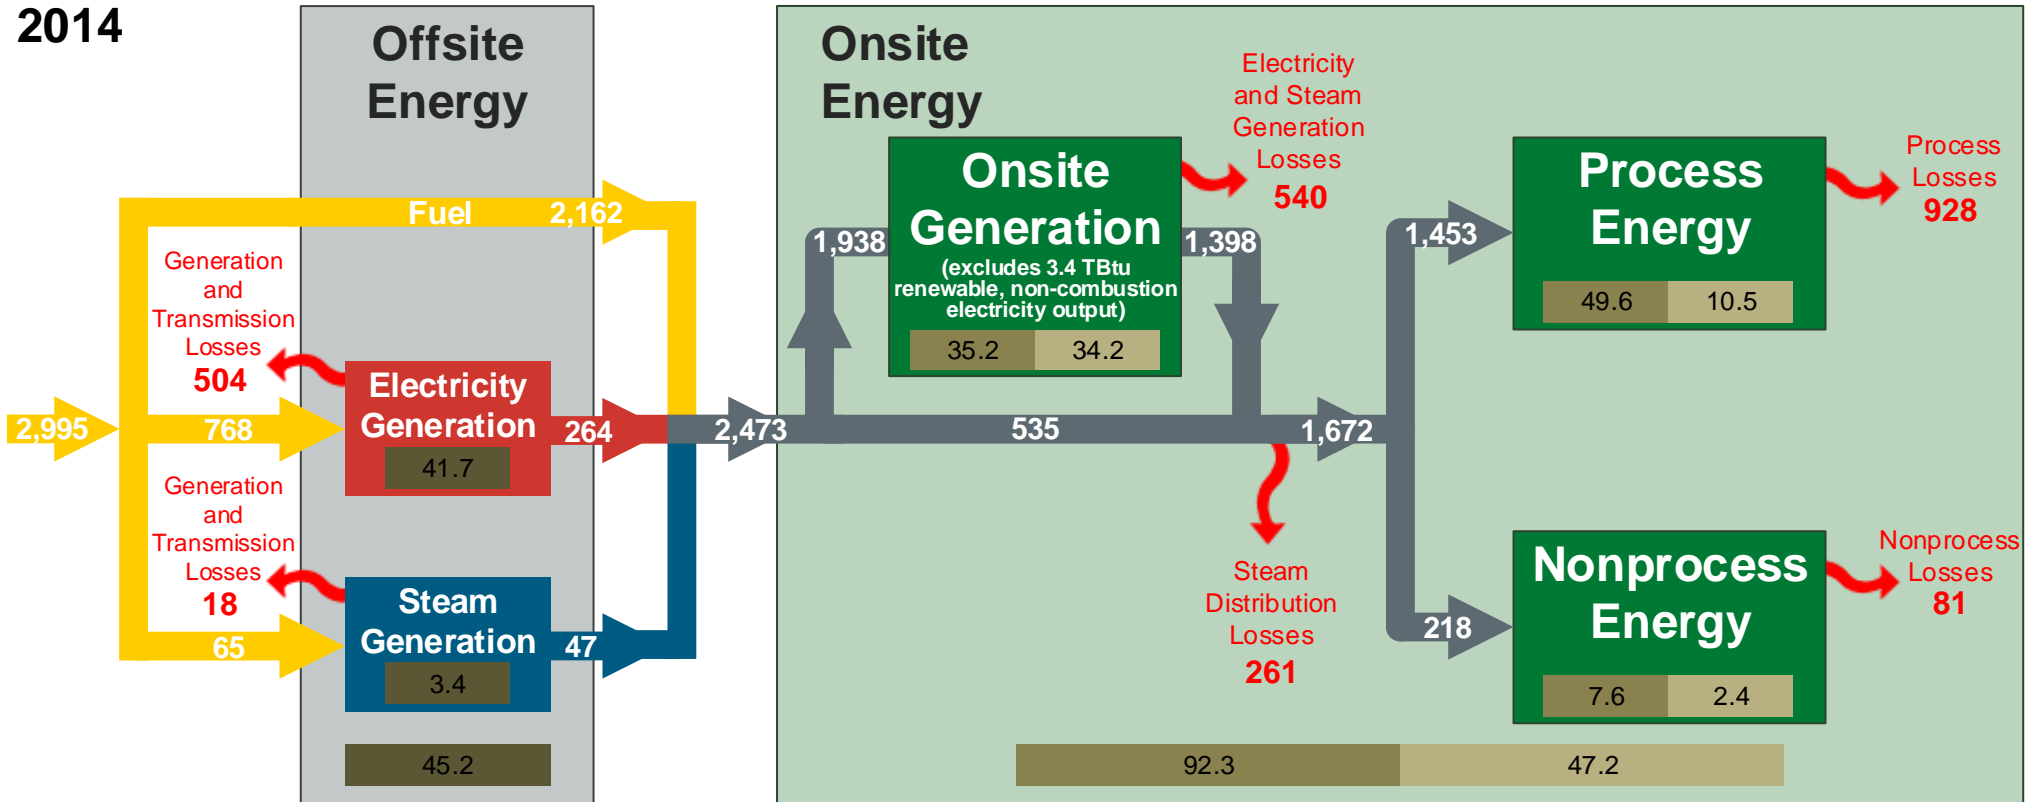 2014
Offsite
Energy
Onsite
Energy
Fuel
2,162
Generation
and
Transmission
Losses
504
2,995
768
Electricity
Generation
41.7
264
Generation
and
Transmission
Losses
18
65
Steam
Generation
3.4
47
45.2
2,473
1,938
Onsite
Generation
(excludes 3.4 TBtu
renewable, non-combustion
electricity output)
35.2
34.2
1,398
Electricity
and Steam
Generation
Losses
540
535
1,672
Steam
Distribution
Losses
261
1,453
Process
Energy
49.6
10.5
Process
Losses
928
218
Nonprocess
Energy
7.6
2.4
Nonprocess
Losses
81
92.3
47.2